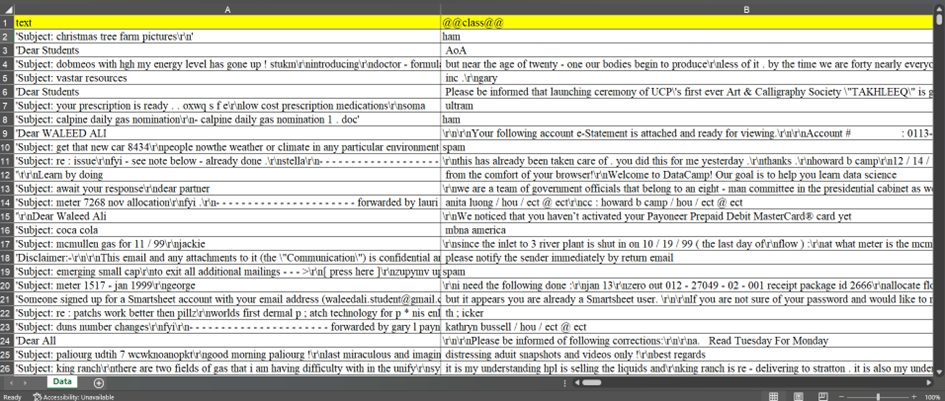 A B
1 text @@class@@
2 'Subject: christmas tree farm pictures\r\n' ham
3 'Dear Students AoA
4 'Subject: dobmeos with hgh my energy level has gone up ! stukm\r\nintroducing\r\ndoctor - formula but near the age of twenty - one our bodies begin to produce\r\nless of it . by the time we are forty nearly everyo
5 'Subject: vastar resources inc .\r\ngary
6 'Dear Students Please be informed that launching ceremony of UCP\'s first ever Art & Calligraphy Society \"TAKHLEEQ\" is g
7 'Subject: your prescription is ready . . oxwq s f e\r\nlow cost prescription medications\r\nsoma ultram
8 'Subject: calpine daily gas nomination\r\n- calpine daily gas nomination 1 . doc' ham
9 'Dear WALEED ALI \r\n\r\nYour following account e-Statement is attached and ready for viewing.\r\n\r\n\r\nAccount # : 0113-
10 'Subject: get that new car 8434\r\npeople nowthe weather or climate in any particular environment spam
11 'Subject: re : issue\r\nfyi - see note below - already done .\r\nstella\r\n- - - - - - - - - - - - - - - - - - - \r\nthis has already been taken care of . you did this for me yesterday .\r\nthanks .\r\nhoward b camp\r\n12 / 14 /
12 '\t\r\nLearn by doing from the comfort of your browser!\r\nWelcome to DataCamp! Our goal is to help you learn data science
13 'Subject: await your response\r\ndear partner \r\nwe are a team of government officials that belong to an eight - man committee in the presidential cabinet as w
14 'Subject: meter 7268 nov allocation\r\nfyi .\r\n- - - - - - - - - - - - - - - - - - - - - - forwarded by lauri anita luong / hou / ect @ ect\r\ncc : howard b camp / hou / ect @ ect
15 '\r\nDear Waleed Ali \r\nWe noticed that you haven't activated your Payoneer Prepaid Debit MasterCard® card yet
16 'Subject: coca cola mbna america
17 'Subject: mcmullen gas for 11 / 99\r\njackie \r\nsince the inlet to 3 river plant is shut in on 10 / 19 / 99 ( the last day of\r\nflow ) :\r\nat what meter is the mcm
18 'Disclaimer:-\r\n\r\nThis email and any attachments to it (the \"Communication\") is confidential an please notify the sender immediately by return email
19 'Subject: emerging small cap\r\nto exit all additional mailings - - - >\r\n[ press here ]\r\nzupymv up spam
20 'Subject: meter 1517 - jan 1999\r\ngeorge \r\ni need the following done :\r\njan 13\r\nzero out 012 - 27049 - 02 - 001 receipt package id 2666\r\nallocate flo
21 'Someone signed up for a Smartsheet account with your email address (waleedali.student@gmail.c but it appears you are already a Smartsheet user. \r\n\r\nIf you are not sure of your password and would like to r
22 'Subject: re : patchs work better then pillz\r\nworlds first dermal p ; atch technology for p * nis enl th ; icker
23 'Subject: duns number changes\r\nfyi\r\n- - - - - - - - - - - - - - - - - - - - - - forwarded by gary l payn kathryn bussell / hou / ect @ ect
24 'Dear All \r\n\r\nPlease be informed of following corrections:\r\n\r\na. Read Tuesday For Monday
25 'Subject: paliourg udtih 7 wcwknoanopkt\r\ngood morning paliourg !\r\nlast miraculous and imagin distressing aduit snapshots and videos only !\r\nbest regards
26 'Subject: king ranch\r\nthere are two fields of gas that i am having difficulty with in the unify\r\nsy it is my understanding hpl is selling the liquids and\r\nking ranch is re - delivering to stratton . it is also my under
Data
Ready Accessibility: Unavailable 100%